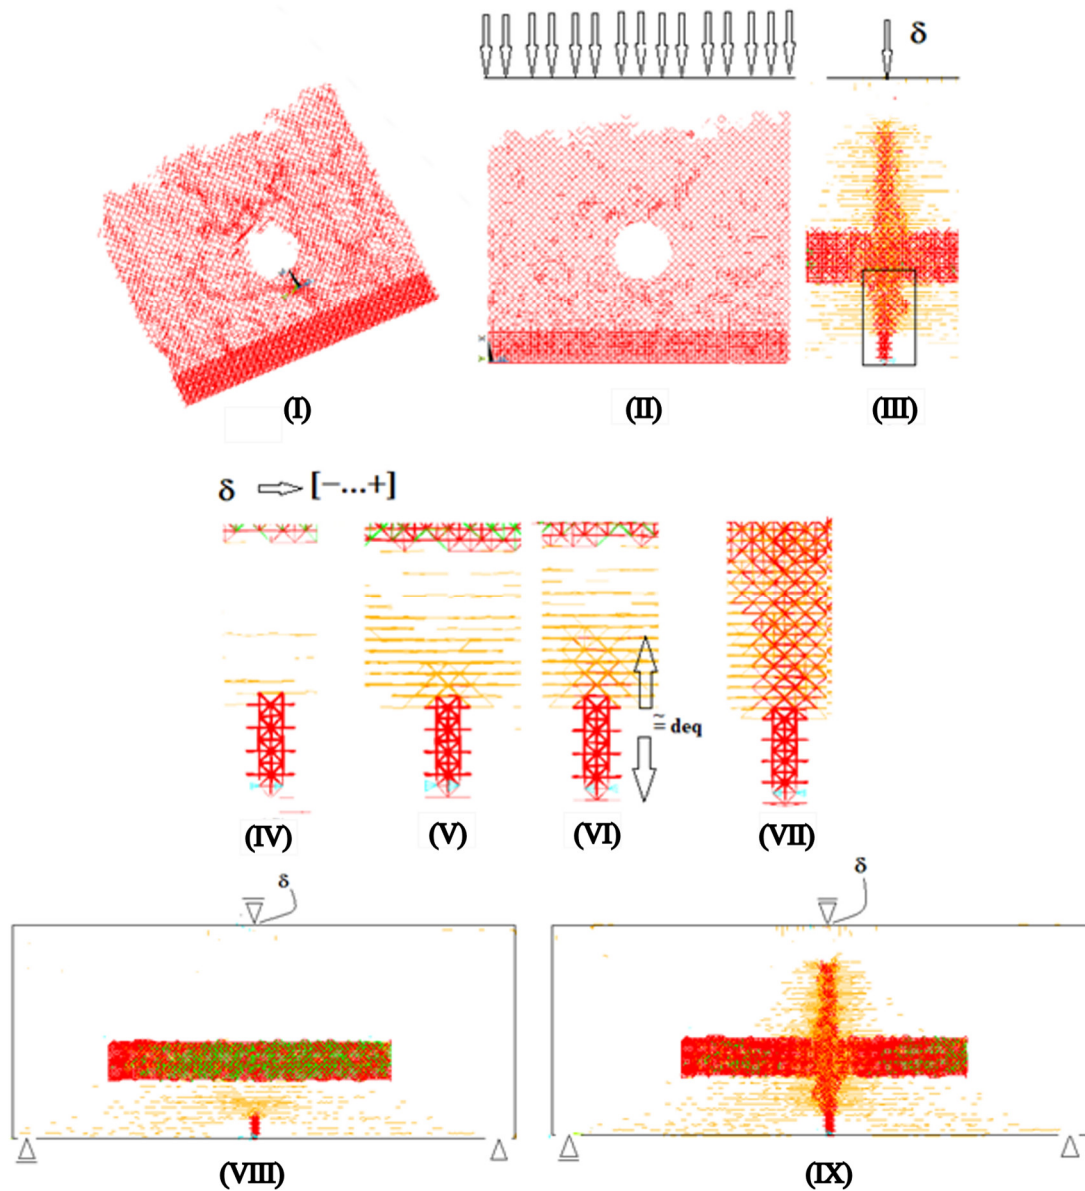 δ
(I)
(II)
(III)
δ
[−...+]
≅ deq
(IV)
(V)
(VI)
(VII)
δ
δ
(VIII)
(IX)